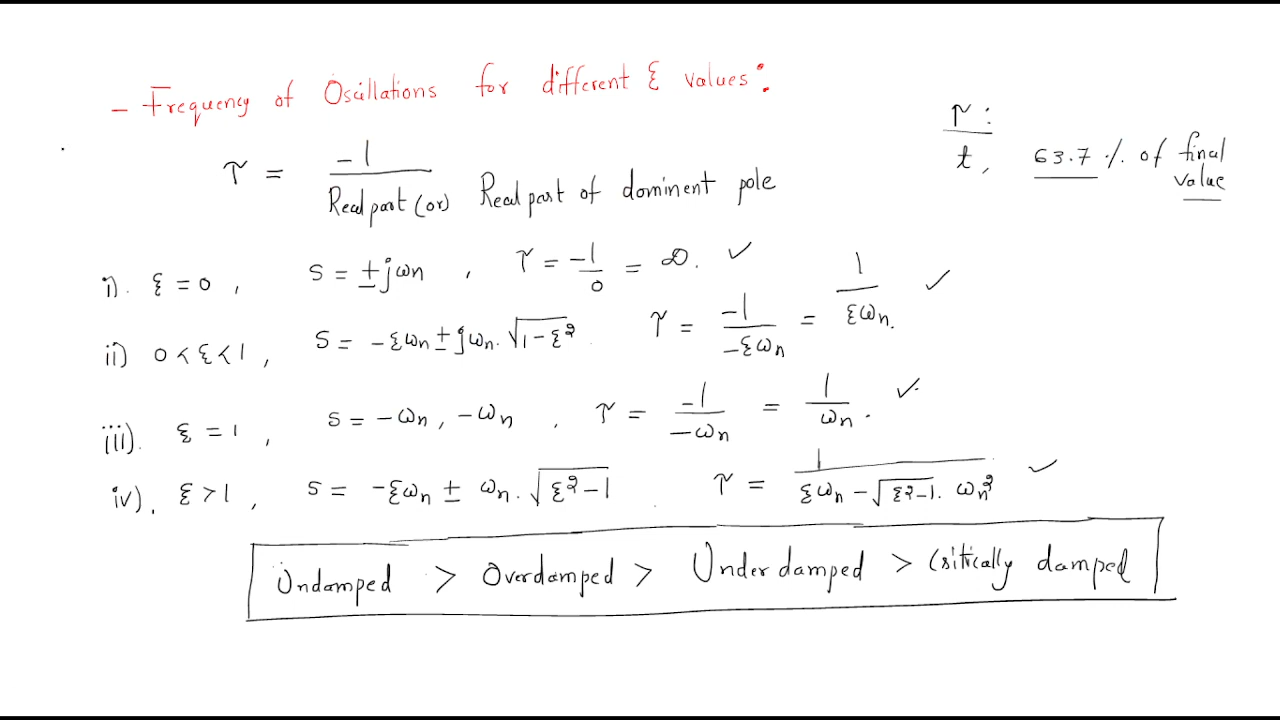 - Frequency of Oscillations for different ξ values:
τ :
t, 63.7 % of final value
τ = -1 / Real part (or) Real part of dominent pole
i). ξ = 0 , s = ± jωn , τ = -1/0 = ∞. ✓
ii) 0 < ξ < 1 , s = -ξωn ± jωn. √(1-ξ²) τ = -1/-ξωn = 1/ξωn. ✓
iii). ξ = 1 , s = -ωn , -ωn , τ = -1/-ωn = 1/ωn . ✓
iv). ξ > 1 , s = -ξωn ± ωn. √(ξ²-1) τ = 1/ξωn - √(ξ²-1). ωn² ✓
Undamped > Overdamped > Underdamped > Critically damped